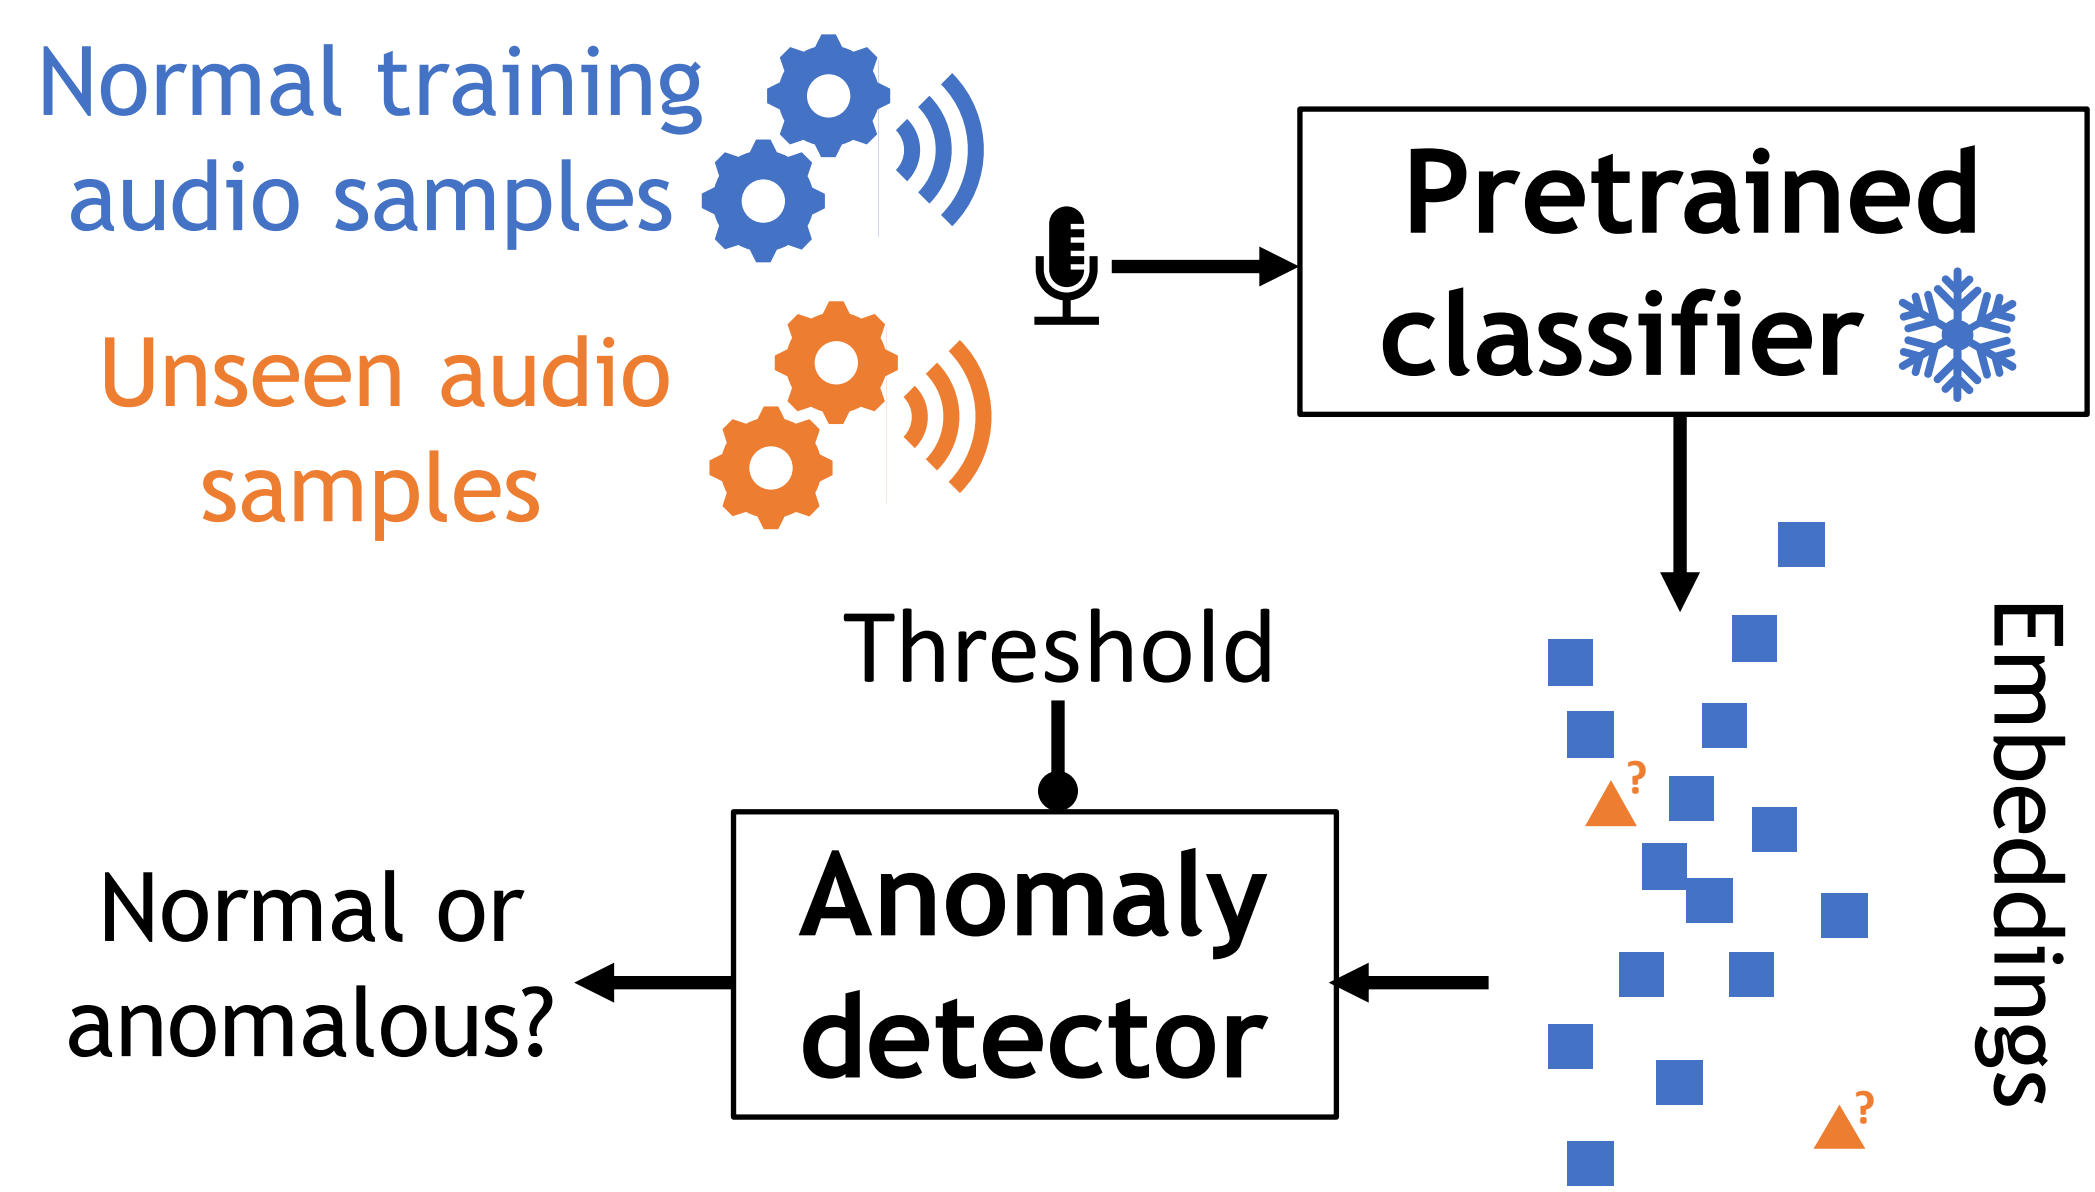 Normal training
audio samples
Unseen audio
samples
Pretrained
classifier
Embeddings
?
?
Threshold
Anomaly
detector
Normal or
anomalous?